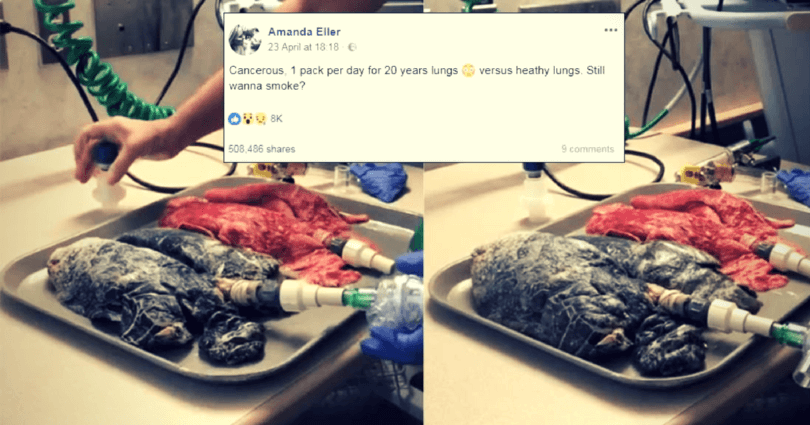 Amanda Eller
23 April at 18:18
Cancerous, 1 pack per day for 20 years lungs 😳 versus heathy lungs. Still
wanna smoke?
8K
508,486 shares
9 comments